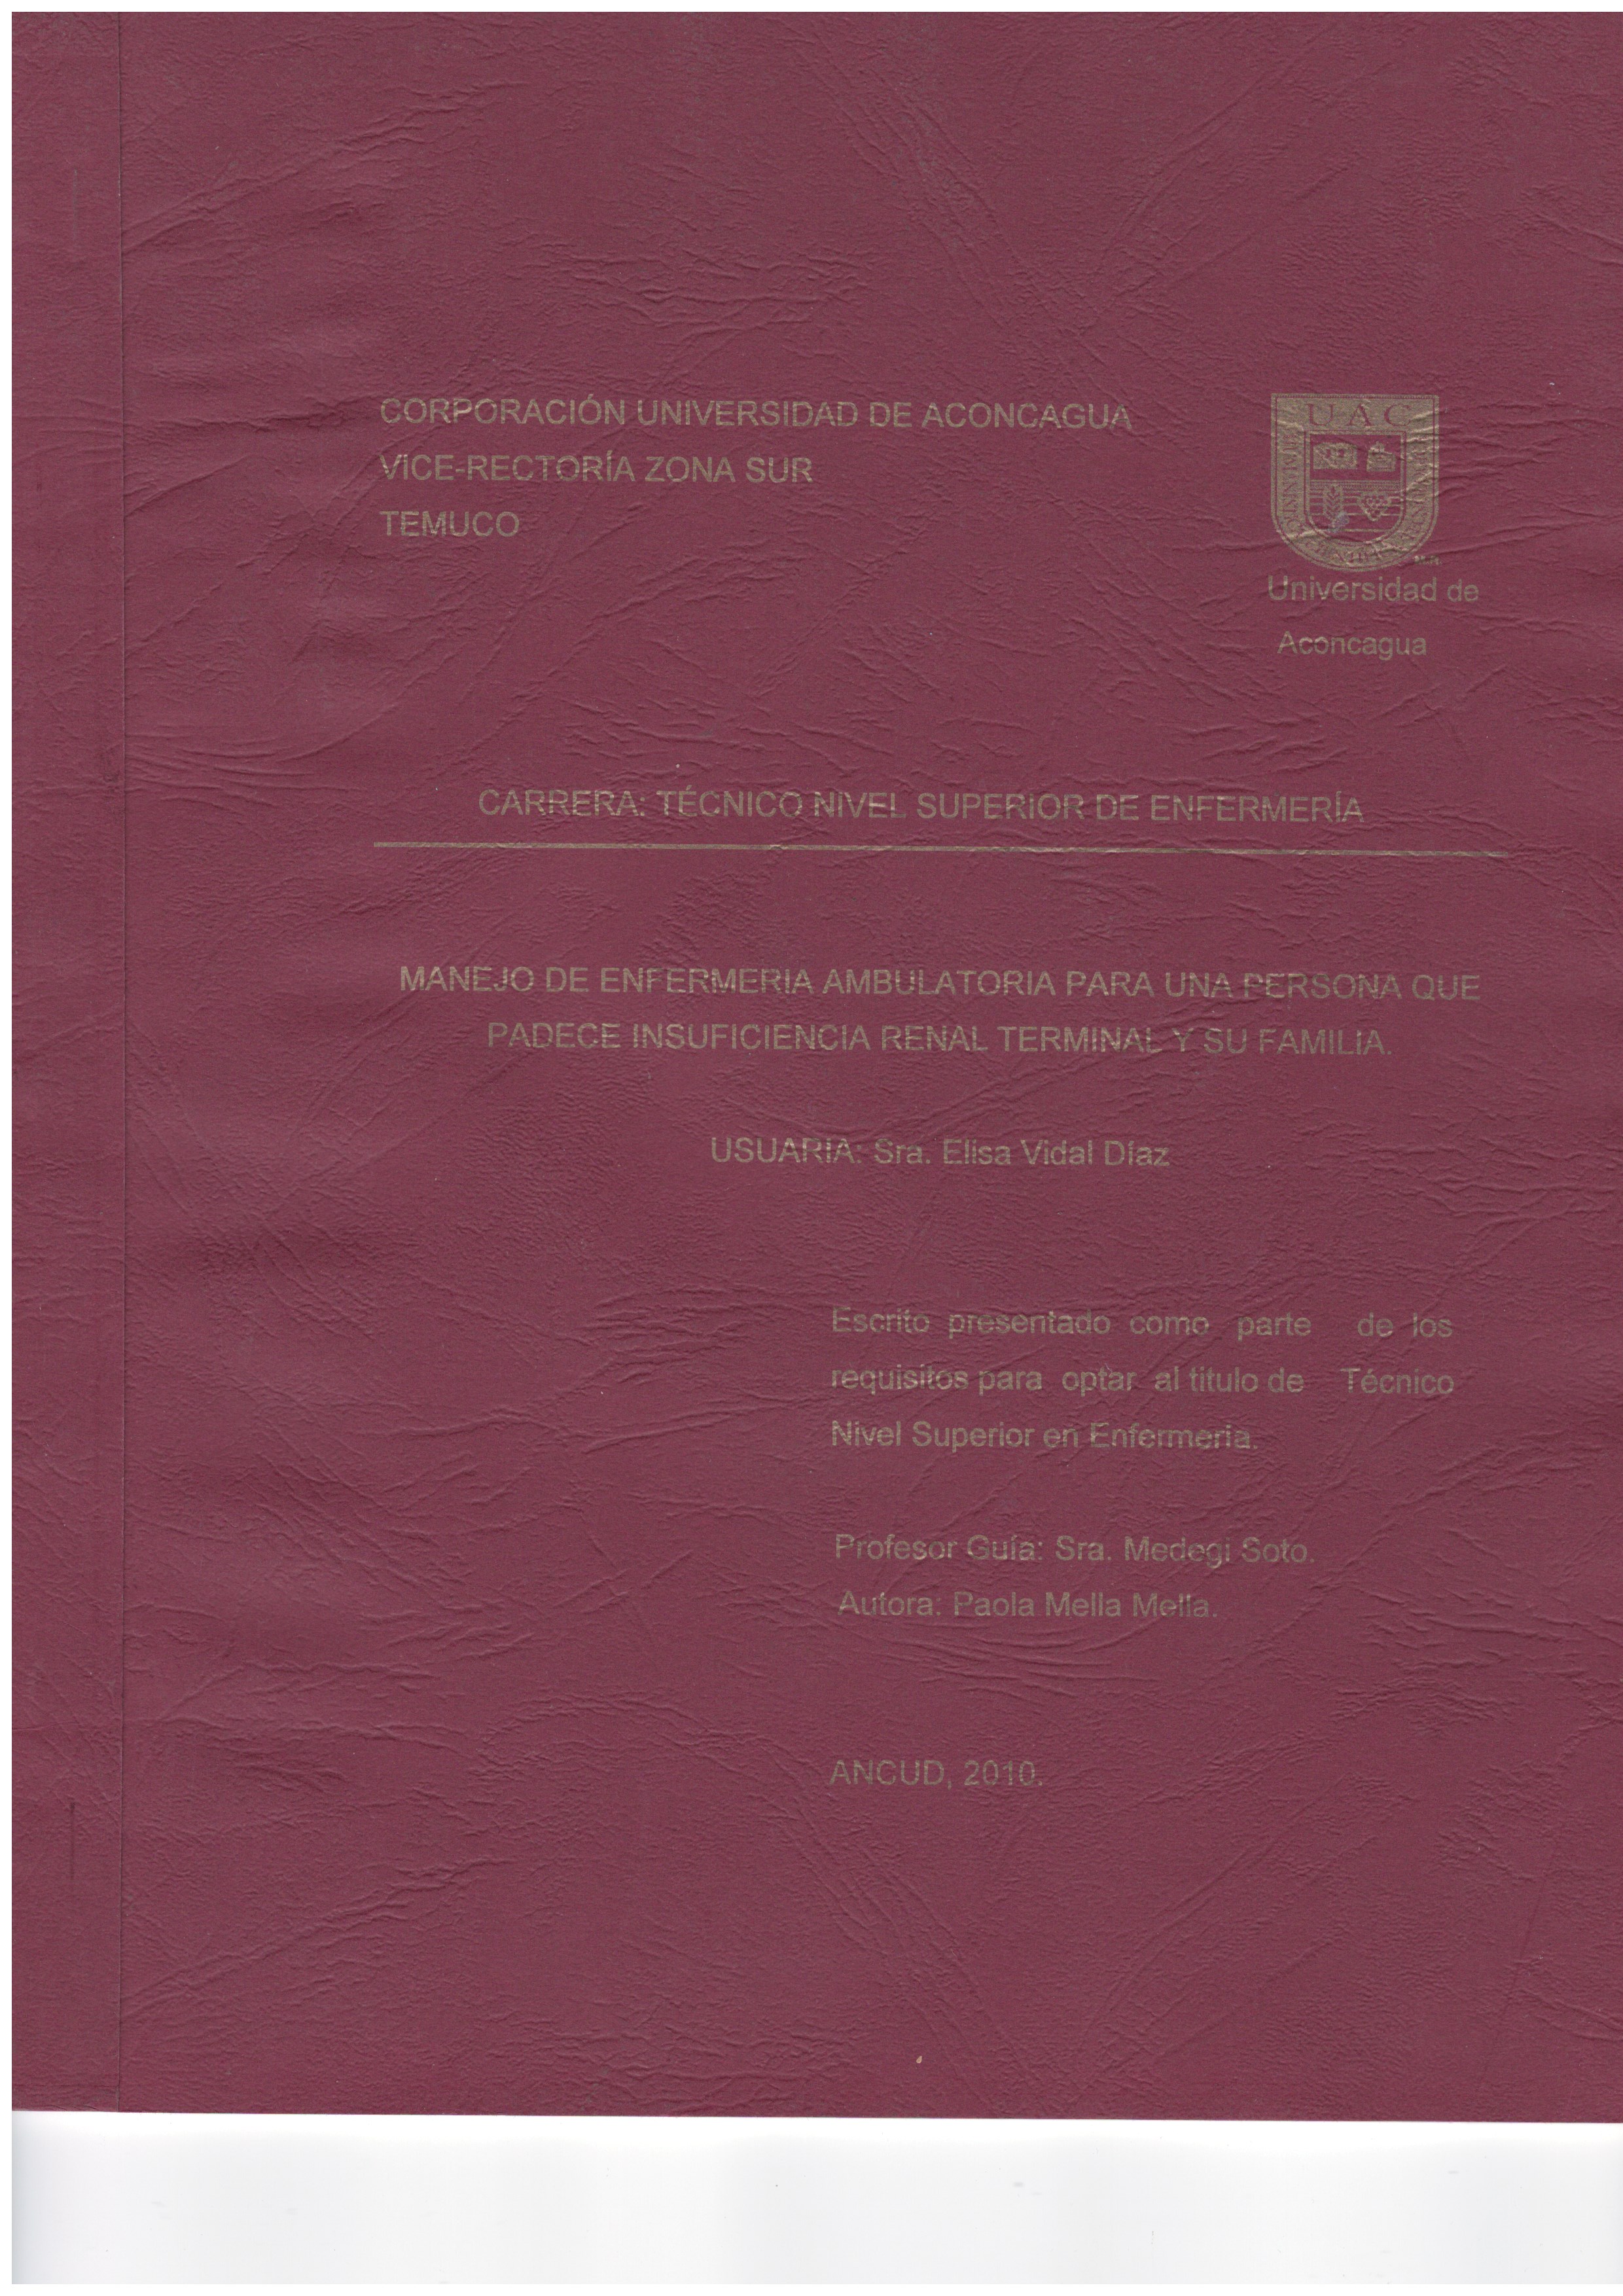 CORPORACIÓN UNIVERSIDAD DE ACONCAGUA
VICE-RECTORÍA ZONA SUR
TEMUCO
UAC
Universidad de
Aconcagua
CARRERA: TÉCNICO NIVEL SUPERIOR DE ENFERMERÍA
MANEJO DE ENFERMERIA AMBULATORIA PARA UNA PERSONA QUE
PADECE INSUFICIENCIA RENAL TERMINAL Y SU FAMILIA.
USUARIA: Sra. Elisa Vidal Díaz
Escrito presentado como parte de los
requisitos para optar al titulo de Técnico
Nivel Superior en Enfermeria.
Profesor Guía: Sra. Medegi Soto.
Autora: Paola Mella Mella.
ANCUD, 2010.